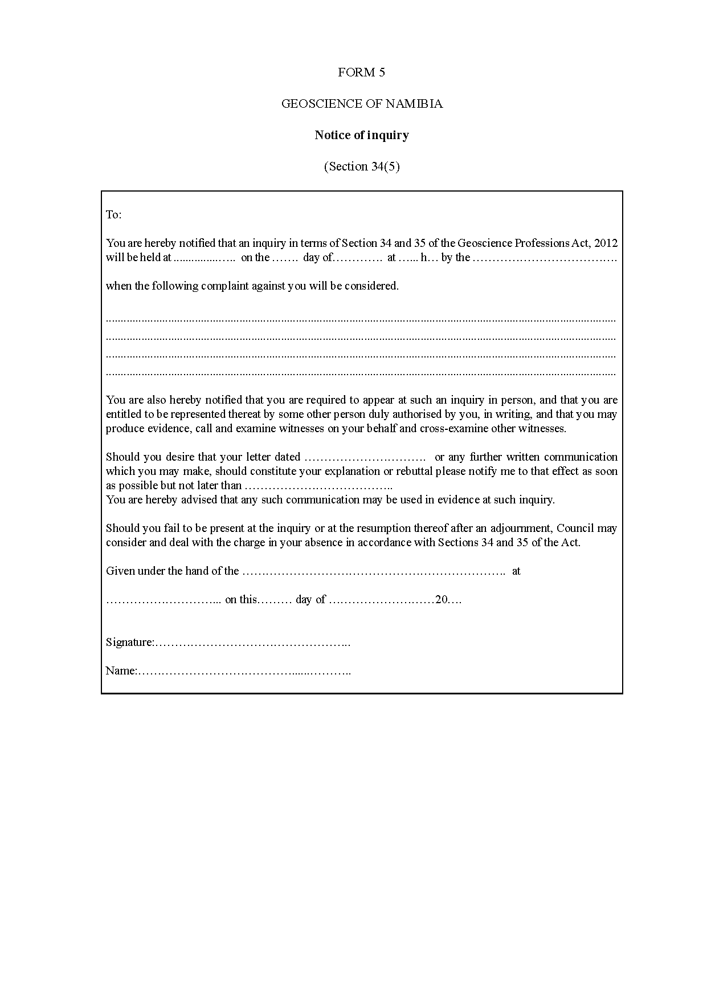 FORM 5
GEOSCIENCE OF NAMIBIA
Notice of inquiry
(Section 34(5)
To:
You are hereby notified that an inquiry in terms of Section 34 and 35 of the Geoscience Professions Act, 2012
will be held at ...............….. on the ……. day of…………. at …... h… by the ……………………………….
when the following complaint against you will be considered.
............................................................................................................................................................................
............................................................................................................................................................................
............................................................................................................................................................................
............................................................................................................................................................................
You are also hereby notified that you are required to appear at such an inquiry in person, and that you are
entitled to be represented thereat by some other person duly authorised by you, in writing, and that you may
produce evidence, call and examine witnesses on your behalf and cross-examine other witnesses.
Should you desire that your letter dated …………………………. or any further written communication
which you may make, should constitute your explanation or rebuttal please notify me to that effect as soon
as possible but not later than ………………………………..
You are hereby advised that any such communication may be used in evidence at such inquiry.
Should you fail to be present at the inquiry or at the resumption thereof after an adjournment, Council may
consider and deal with the charge in your absence in accordance with Sections 34 and 35 of the Act.
Given under the hand of the …………………………………………………………. at
………………………... on this……… day of ………………………20….
Signature:…………………………………………..
Name:…………………………………......………..